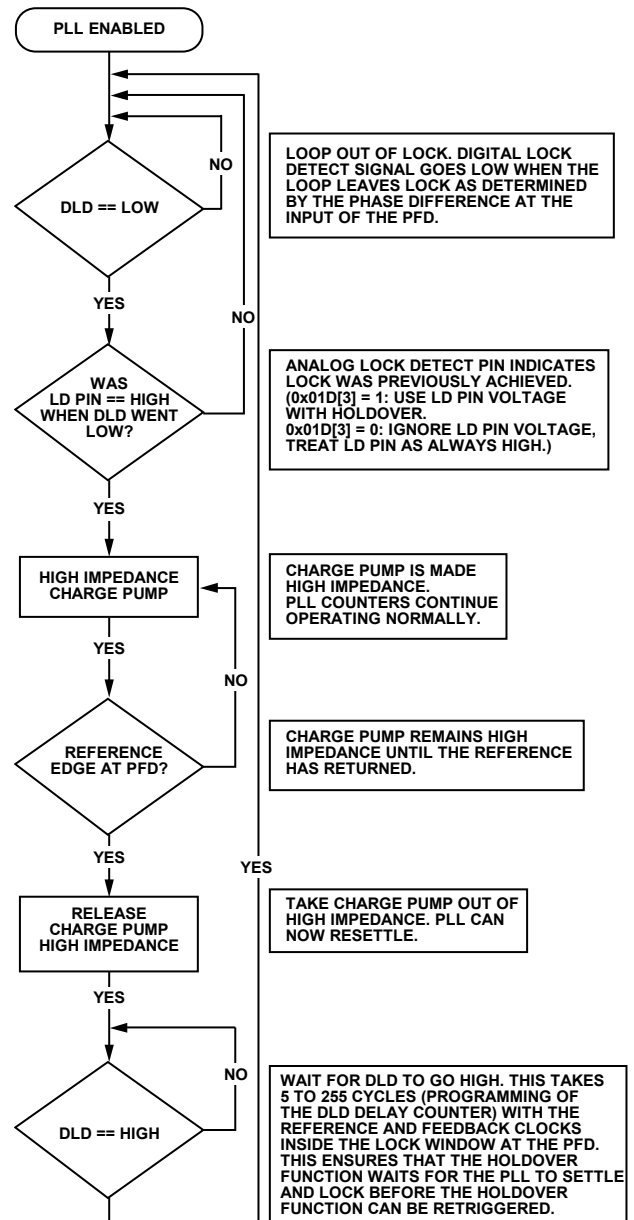 PLL ENABLED
NO
DLD == LOW
LOOP OUT OF LOCK. DIGITAL LOCK
DETECT SIGNAL GOES LOW WHEN THE
LOOP LEAVES LOCK AS DETERMINED
BY THE PHASE DIFFERENCE AT THE
INPUT OF THE PFD.
YES
NO
WAS
LD PIN == HIGH
WHEN DLD WENT
LOW?
ANALOG LOCK DETECT PIN INDICATES
LOCK WAS PREVIOUSLY ACHIEVED.
(0x01D[3] = 1: USE LD PIN VOLTAGE
WITH HOLDOVER.
0x01D[3] = 0: IGNORE LD PIN VOLTAGE,
TREAT LD PIN AS ALWAYS HIGH.)
YES
HIGH IMPEDANCE
CHARGE PUMP
CHARGE PUMP IS MADE
HIGH IMPEDANCE.
PLL COUNTERS CONTINUE
OPERATING NORMALLY.
YES
NO
REFERENCE
EDGE AT PFD?
CHARGE PUMP REMAINS HIGH
IMPEDANCE UNTIL THE REFERENCE
HAS RETURNED.
YES
YES
RELEASE
CHARGE PUMP
HIGH IMPEDANCE
TAKE CHARGE PUMP OUT OF
HIGH IMPEDANCE. PLL CAN
NOW RESETTLE.
YES
NO
DLD == HIGH
WAIT FOR DLD TO GO HIGH. THIS TAKES
5 TO 255 CYCLES (PROGRAMMING OF
THE DLD DELAY COUNTER) WITH THE
REFERENCE AND FEEDBACK CLOCKS
INSIDE THE LOCK WINDOW AT THE PFD.
THIS ENSURES THAT THE HOLDOVER
FUNCTION WAITS FOR THE PLL TO SETTLE
AND LOCK BEFORE THE HOLDOVER
FUNCTION CAN BE RETRIGGERED.